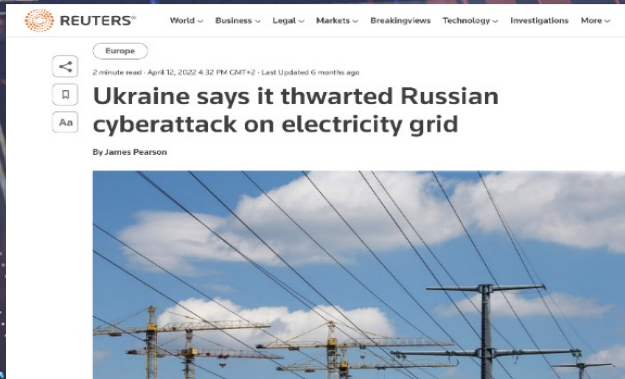 REUTERS®
World Business Legal Markets Breakingviews Technology Investigations More
Europe
2 minute read · April 12, 2022 4:32 PM GMT+2 · Last Updated 6 months ago
Ukraine says it thwarted Russian
cyberattack on electricity grid
Aa
By James Pearson